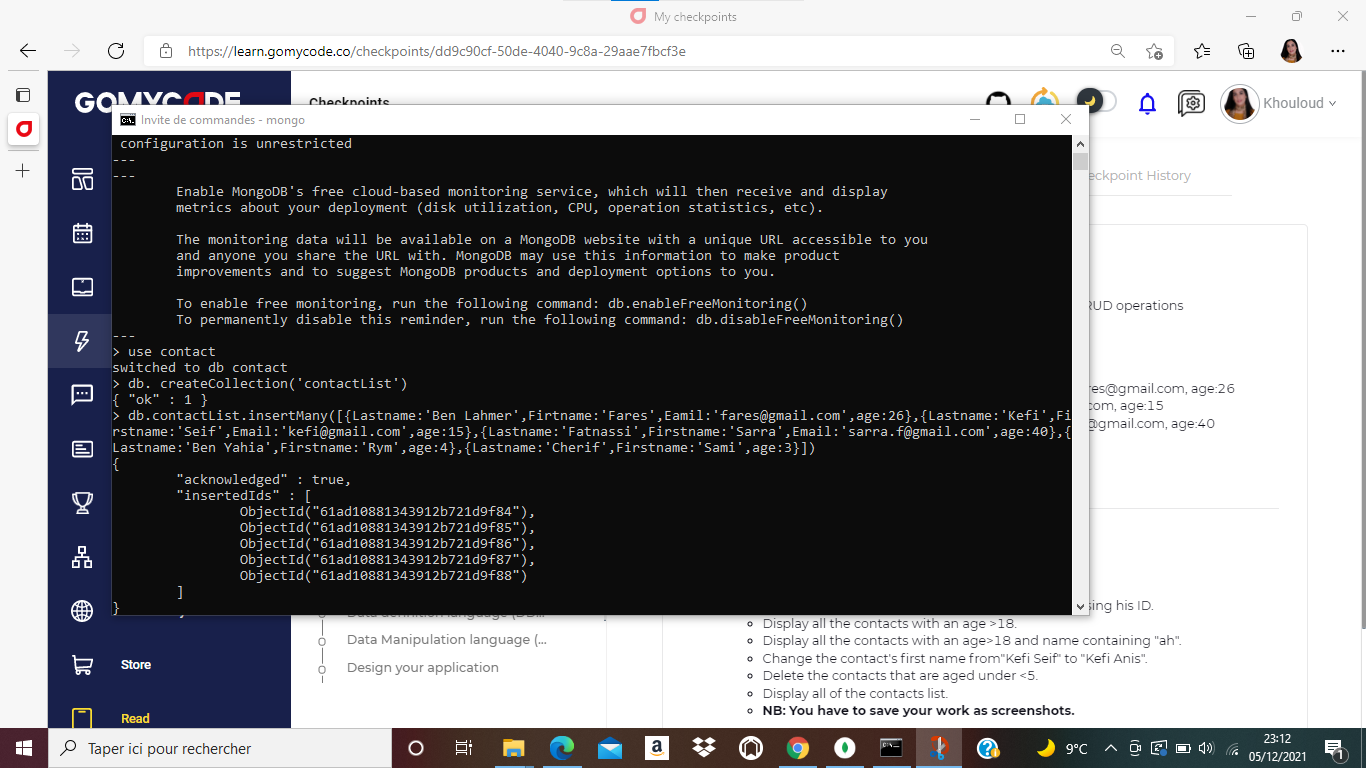 My checkpoints
https://learn.gomycode.co/checkpoints/dd9c90cf-50de-4040-9c8a-29aae7fbcf3e
GOMYCODE
Checkpoints
Khouloud
Invite de commandes - mongo
configuration is unrestricted
---
---
Enable MongoDB's free cloud-based monitoring service, which will then receive and display
metrics about your deployment (disk utilization, CPU, operation statistics, etc).
The monitoring data will be available on a MongoDB website with a unique URL accessible to you
and anyone you share the URL with. MongoDB may use this information to make product
improvements and to suggest MongoDB products and deployment options to you.
To enable free monitoring, run the following command: db.enableFreeMonitoring()
To permanently disable this reminder, run the following command: db.disableFreeMonitoring()
---
> use contact
switched to db contact
> db. createCollection('contactList')
{ "ok" : 1 }
> db.contactList.insertMany([{Lastname:'Ben Lahmer',Firtname:'Fares',Eamil:'fares@gmail.com',age:26},{Lastname:'Kefi',Fi
rstname:'Seif',Email:'kefi@gmail.com',age:15},{Lastname:'Fatnassi',Firstname:'Sarra',Email:'sarra.f@gmail.com',age:40},{
Lastname:'Ben Yahia',Firstname:'Rym',age:4},{Lastname:'Cherif',Firstname:'Sami',age:3}])
{
"acknowledged" : true,
"insertedIds" : [
ObjectId("61ad10881343912b721d9f84"),
ObjectId("61ad10881343912b721d9f85"),
ObjectId("61ad10881343912b721d9f86"),
ObjectId("61ad10881343912b721d9f87"),
ObjectId("61ad10881343912b721d9f88")
]
}
eckpoint History
RUD operations
res@gmail.com, age:26
com, age:15
@gmail.com, age:40
sing his ID.
Display all the contacts with an age >18.
Display all the contacts with an age>18 and name containing "ah".
Change the contact's first name from"Kefi Seif" to "Kefi Anis".
Delete the contacts that are aged under <5.
Display all of the contacts list.
NB: You have to save your work as screenshots.
Data Manipulation language (...
Design your application
Store
Read
Taper ici pour rechercher
9°C
23:12
05/12/2021
1